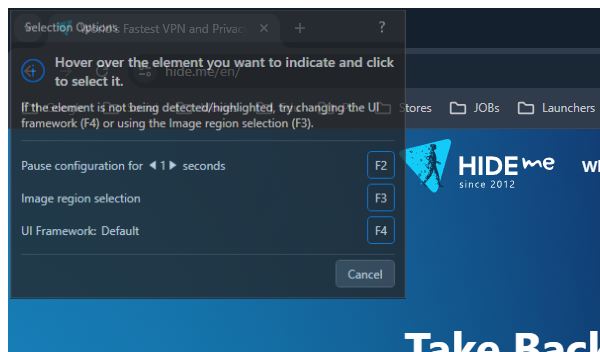 Selection Options
World's Fastest VPN and Privacy
?
Hover over the element you want to indicate and click
to select it.
hide.me/en/
If the element is not being detected/highlighted, try changing the UI
framework (F4) or using the Image region selection (F3).
Stores
JOBs
Launchers
Pause configuration for 1 seconds
F2
HIDE me
since 2012
Image region selection
F3
UI Framework: Default
F4
Cancel
Take Back